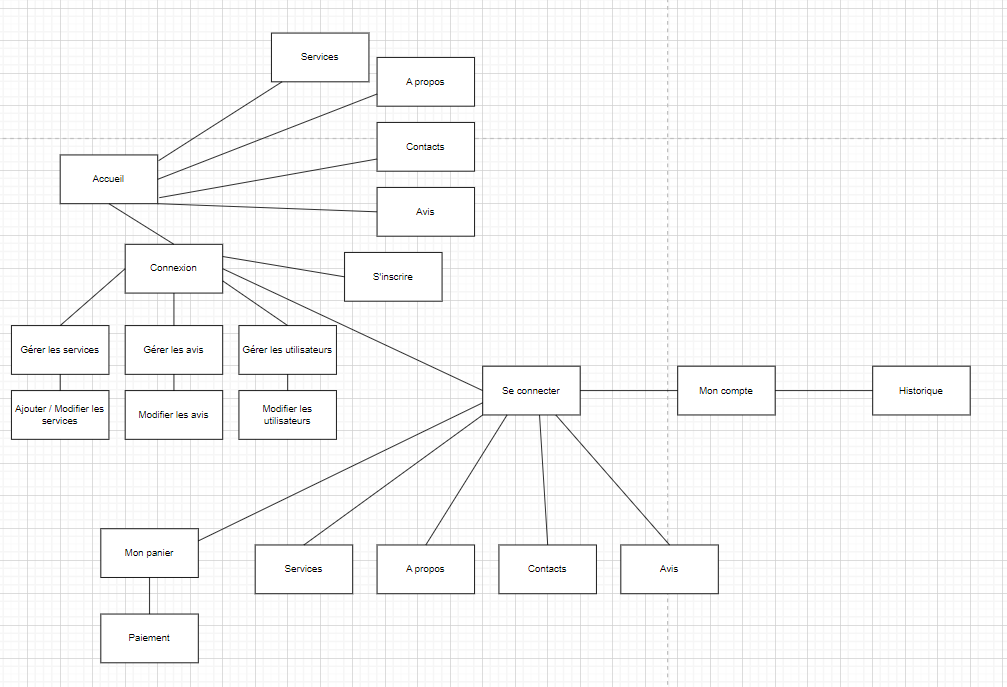 Services
A propos
Contacts
Accueil
Avis
Connexion
S'inscrire
Gérer les services
Gérer les avis
Gérer les utilisateurs
Se connecter
Mon compte
Historique
Ajouter / Modifier les
services
Modifier les avis
Modifier les
utilisateurs
Mon panier
Services
A propos
Contacts
Avis
Paiement